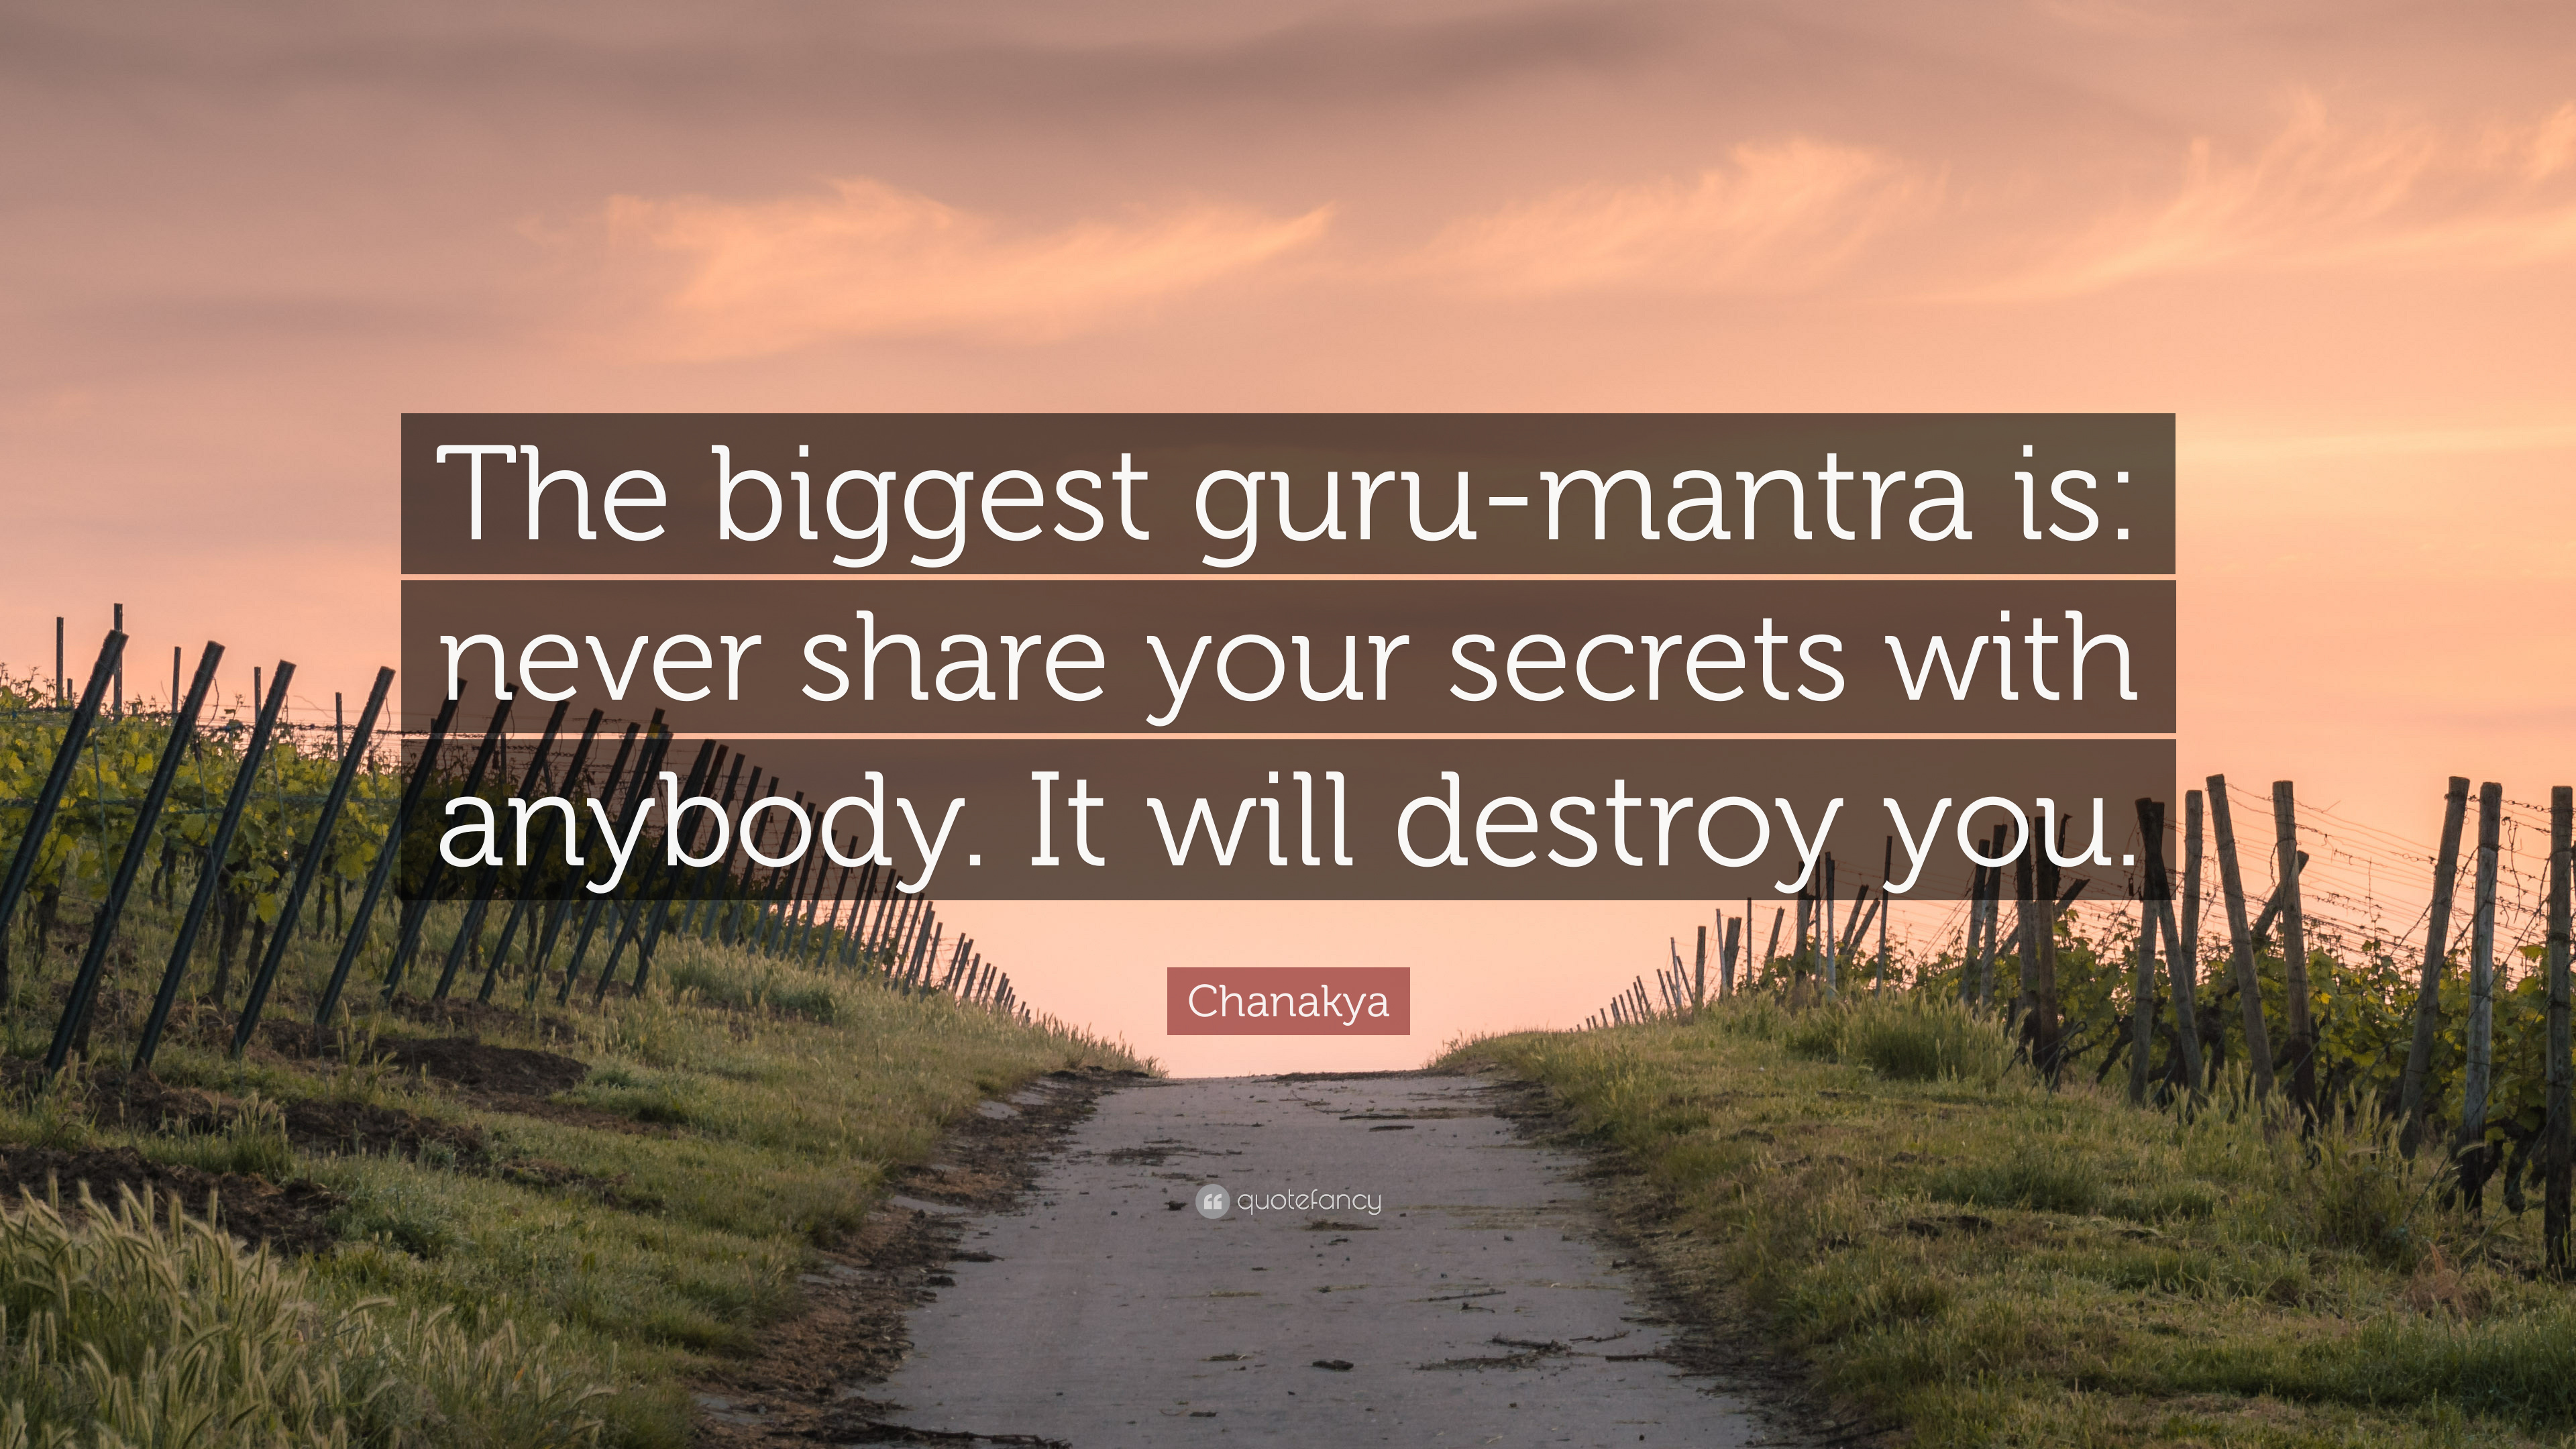 The biggest guru-mantra is:
never share your secrets with
anybody. It will destroy you.
Chanakya
quotefancy